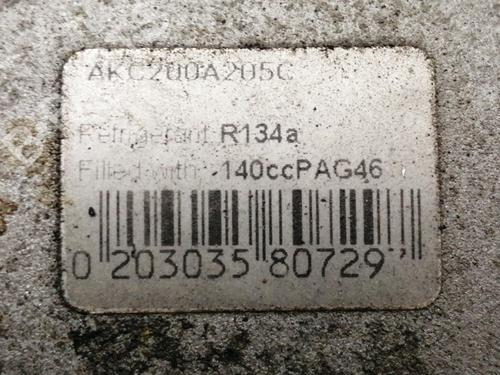 AKC200A205C
Refrigerant R134a
Filled with 140ccPAG46
0 203035 80729